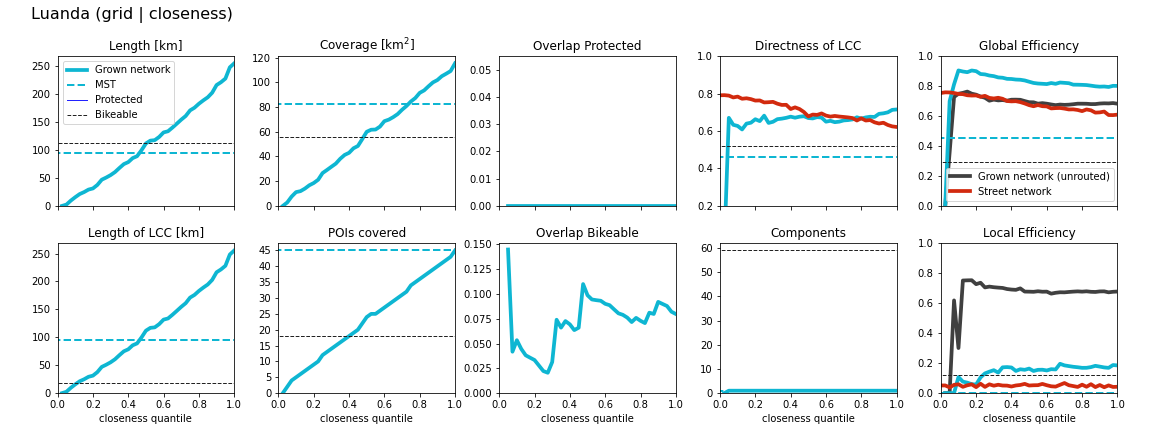 Luanda (grid | closeness)
Length [km]
Coverage [km²]
Overlap Protected
Directness of LCC
Global Efficiency
250
200
150
100
50
0
Grown network
MST
Protected
Bikeable
120
100
80
60
40
20
0
0.05
0.04
0.03
0.02
0.01
0.00
1.0
0.8
0.6
0.4
0.2
1.0
0.8
0.6
0.4
0.2
0.0
Grown network (unrouted)
Street network
Length of LCC [km]
POIs covered
Overlap Bikeable
Components
Local Efficiency
250
200
150
100
50
0
0.0 0.2 0.4 0.6 0.8 1.0
closeness quantile
45
40
35
30
25
20
15
10
5
0
0.0 0.2 0.4 0.6 0.8 1.0
closeness quantile
0.150
0.125
0.100
0.075
0.050
0.025
0.000
0.0 0.2 0.4 0.6 0.8 1.0
closeness quantile
60
50
40
30
20
10
0
0.0 0.2 0.4 0.6 0.8 1.0
closeness quantile
1.0
0.8
0.6
0.4
0.2
0.0
0.0 0.2 0.4 0.6 0.8 1.0
closeness quantile